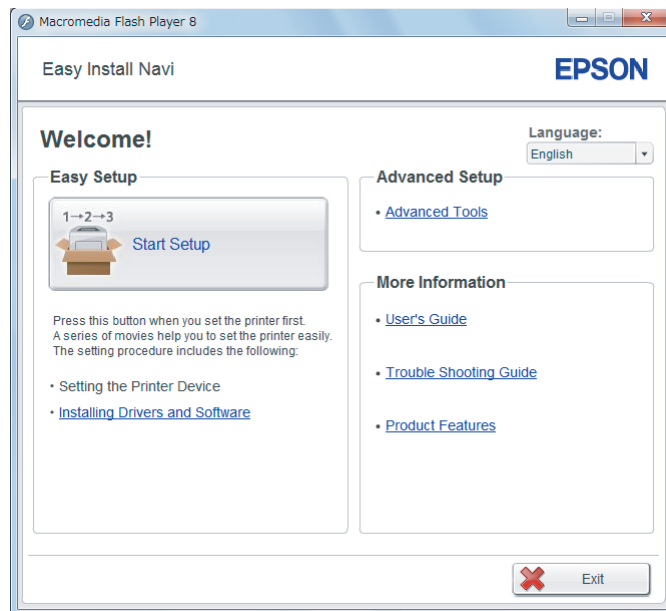 Macromedia Flash Player 8
Easy Install Navi
EPSON
Welcome!
Language:
English
Easy Setup
1→2→3
Start Setup
Press this button when you set the printer first.
A series of movies help you to set the printer easily.
The setting procedure includes the following:
・Setting the Printer Device
・Installing Drivers and Software
Advanced Setup
• Advanced Tools
More Information
• User's Guide
• Trouble Shooting Guide
• Product Features
Exit